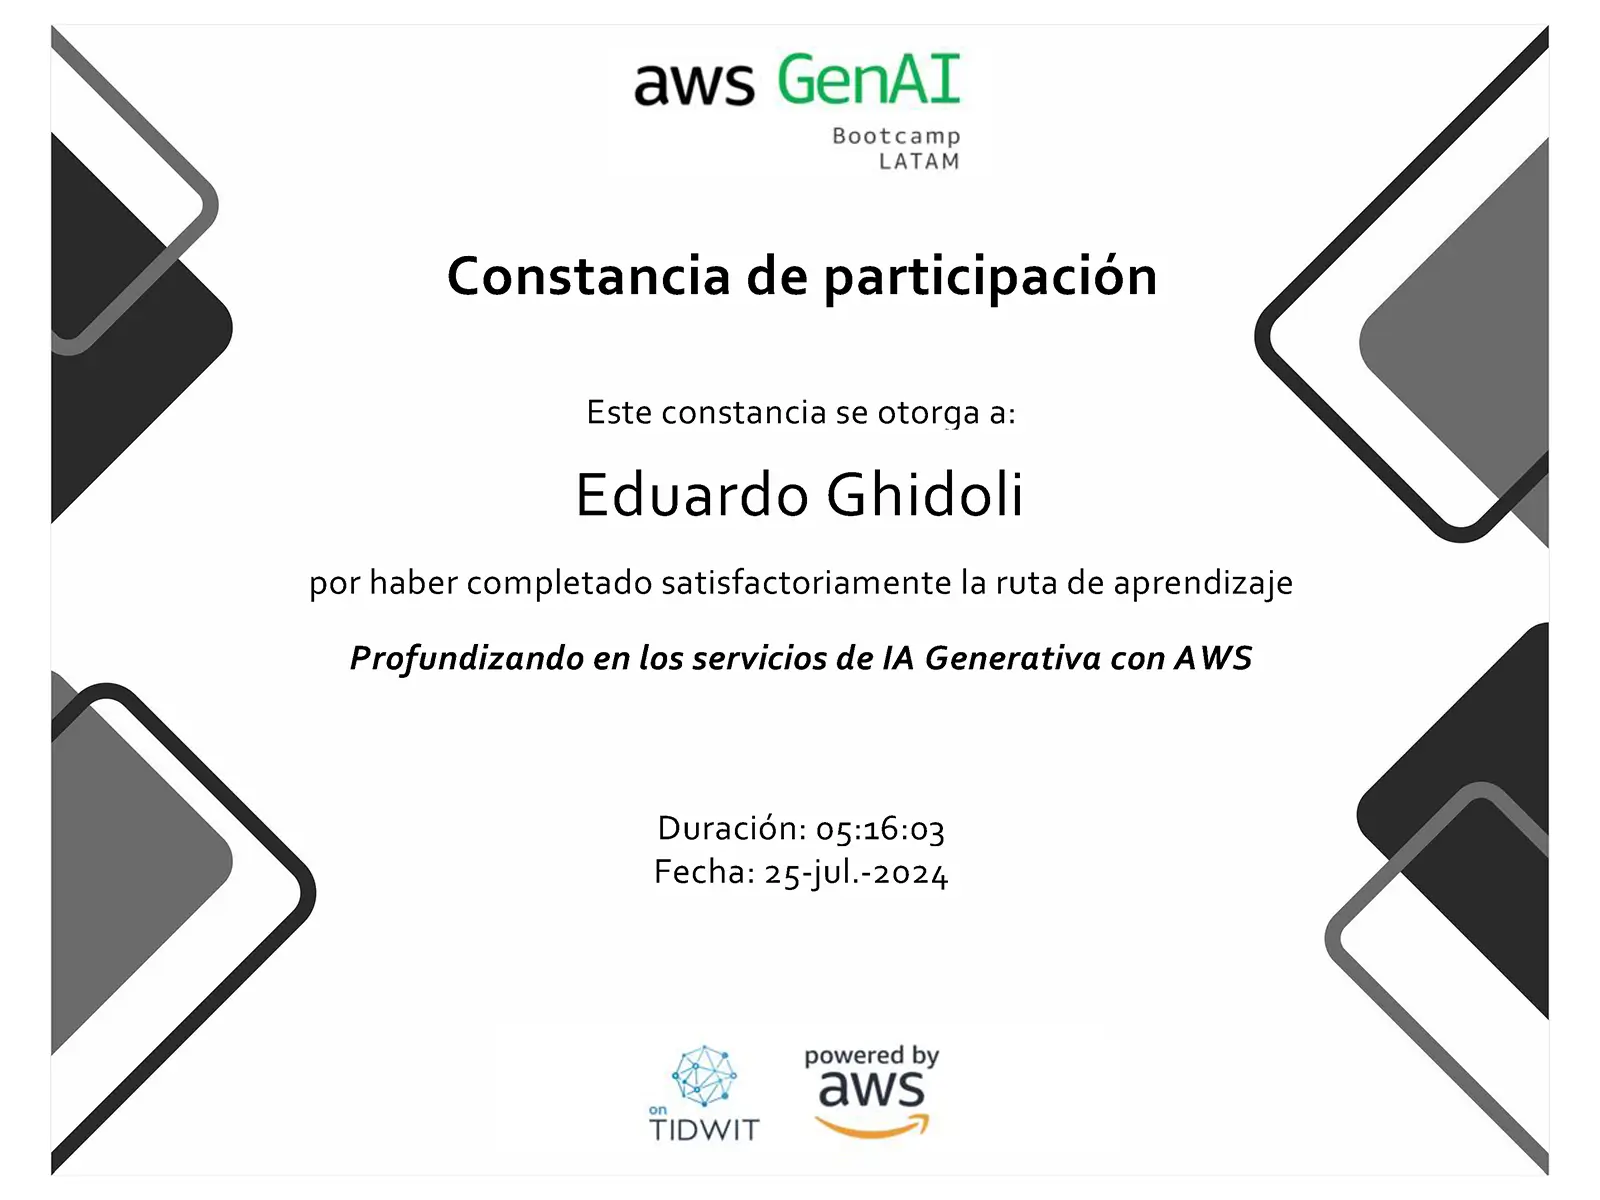 aws GenAI
Bootcamp
LATAM
Constancia de participación
Este constancia se otorga a:
Eduardo Ghidoli
por haber completado satisfactoriamente la ruta de aprendizaje
Profundizando en los servicios de IA Generativa con AWS
Duración: 05:16:03
Fecha: 25-jul.-2024
on
TIDWIT
powered by
aws